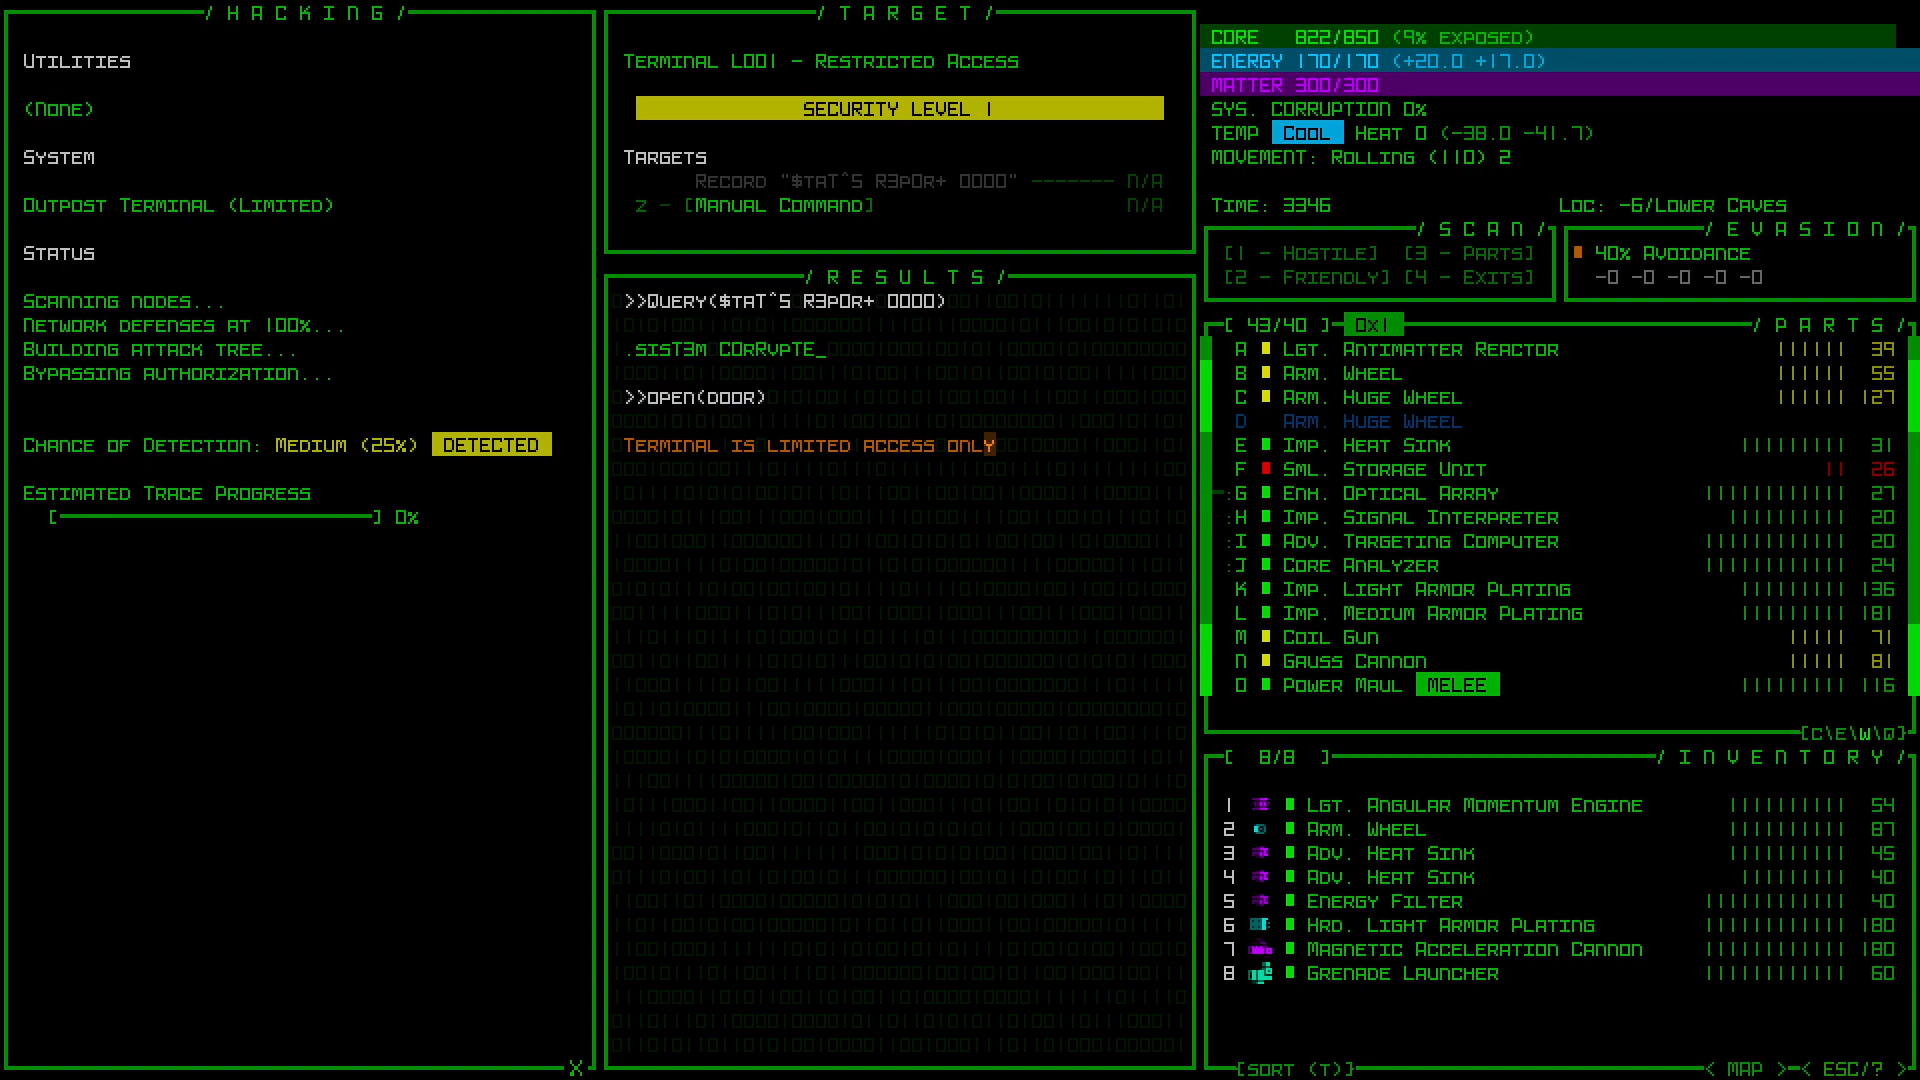 / H A C K I N G /
UTILITIES
(NONE)
SYSTEM
OUTPOST TERMINAL (LIMITED)
STATUS
SCANNING NODES...
NETWORK DEFENSES AT 100%...
BUILDING ATTACK TREE...
BYPASSING AUTHORIZATION...
CHANCE OF DETECTION: MEDIUM (25%) DETECTED
ESTIMATED TRACE PROGRESS
[ ] 0%
X
/ T A R G E T /
TERMINAL L001 - RESTRICTED ACCESS
SECURITY LEVEL 1
TARGETS
RECORD "$TAT^S R3P0R+ 0000" ------- N/A
Z - [MANUAL COMMAND] N/A
/ R E S U L T S /
>>QUERY($TAT^S R3P0R+ 0000)
.SIST3M C0RRVPTE_
>>OPEN(DOOR)
TERMINAL IS LIMITED ACCESS ONLY
CORE 822/850 (9% EXPOSED)
ENERGY 170/170 (+20.0 +17.0)
MATTER 300/300
SYS. CORRUPTION 0%
TEMP COOL HEAT 0 (-38.0 -41.7)
MOVEMENT: ROLLING (110) 2
TIME: 3346 LOC: -6/LOWER CAVES
/ S C A N /
[1 - HOSTILE] [3 - PARTS]
[2 - FRIENDLY] [4 - EXITS]
/ E V A S I O N /
40% AVOIDANCE
-0 -0 -0 -0 -0
[ 43/40 ] 0X1 / P A R T S /
A LGT. ANTIMATTER REACTOR 39
B ARM. WHEEL 55
C ARM. HUGE WHEEL 127
D ARM. HUGE WHEEL
E IMP. HEAT SINK 31
F SML. STORAGE UNIT 26
:G ENH. OPTICAL ARRAY 27
:H IMP. SIGNAL INTERPRETER 20
:I ADV. TARGETING COMPUTER 20
:J CORE ANALYZER 24
K IMP. LIGHT ARMOR PLATING 136
L IMP. MEDIUM ARMOR PLATING 181
M COIL GUN 71
N GAUSS CANNON 81
O POWER MAUL MELEE 116
[C\E\W\Q]
[ 8/8 ] / I N V E N T O R Y /
1 LGT. ANGULAR MOMENTUM ENGINE 54
2 ARM. WHEEL 87
3 ADV. HEAT SINK 45
4 ADV. HEAT SINK 40
5 ENERGY FILTER 40
6 HRD. LIGHT ARMOR PLATING 180
7 MAGNETIC ACCELERATION CANNON 180
8 GRENADE LAUNCHER 60
[SORT (T)] < MAP >-< ESC/? >